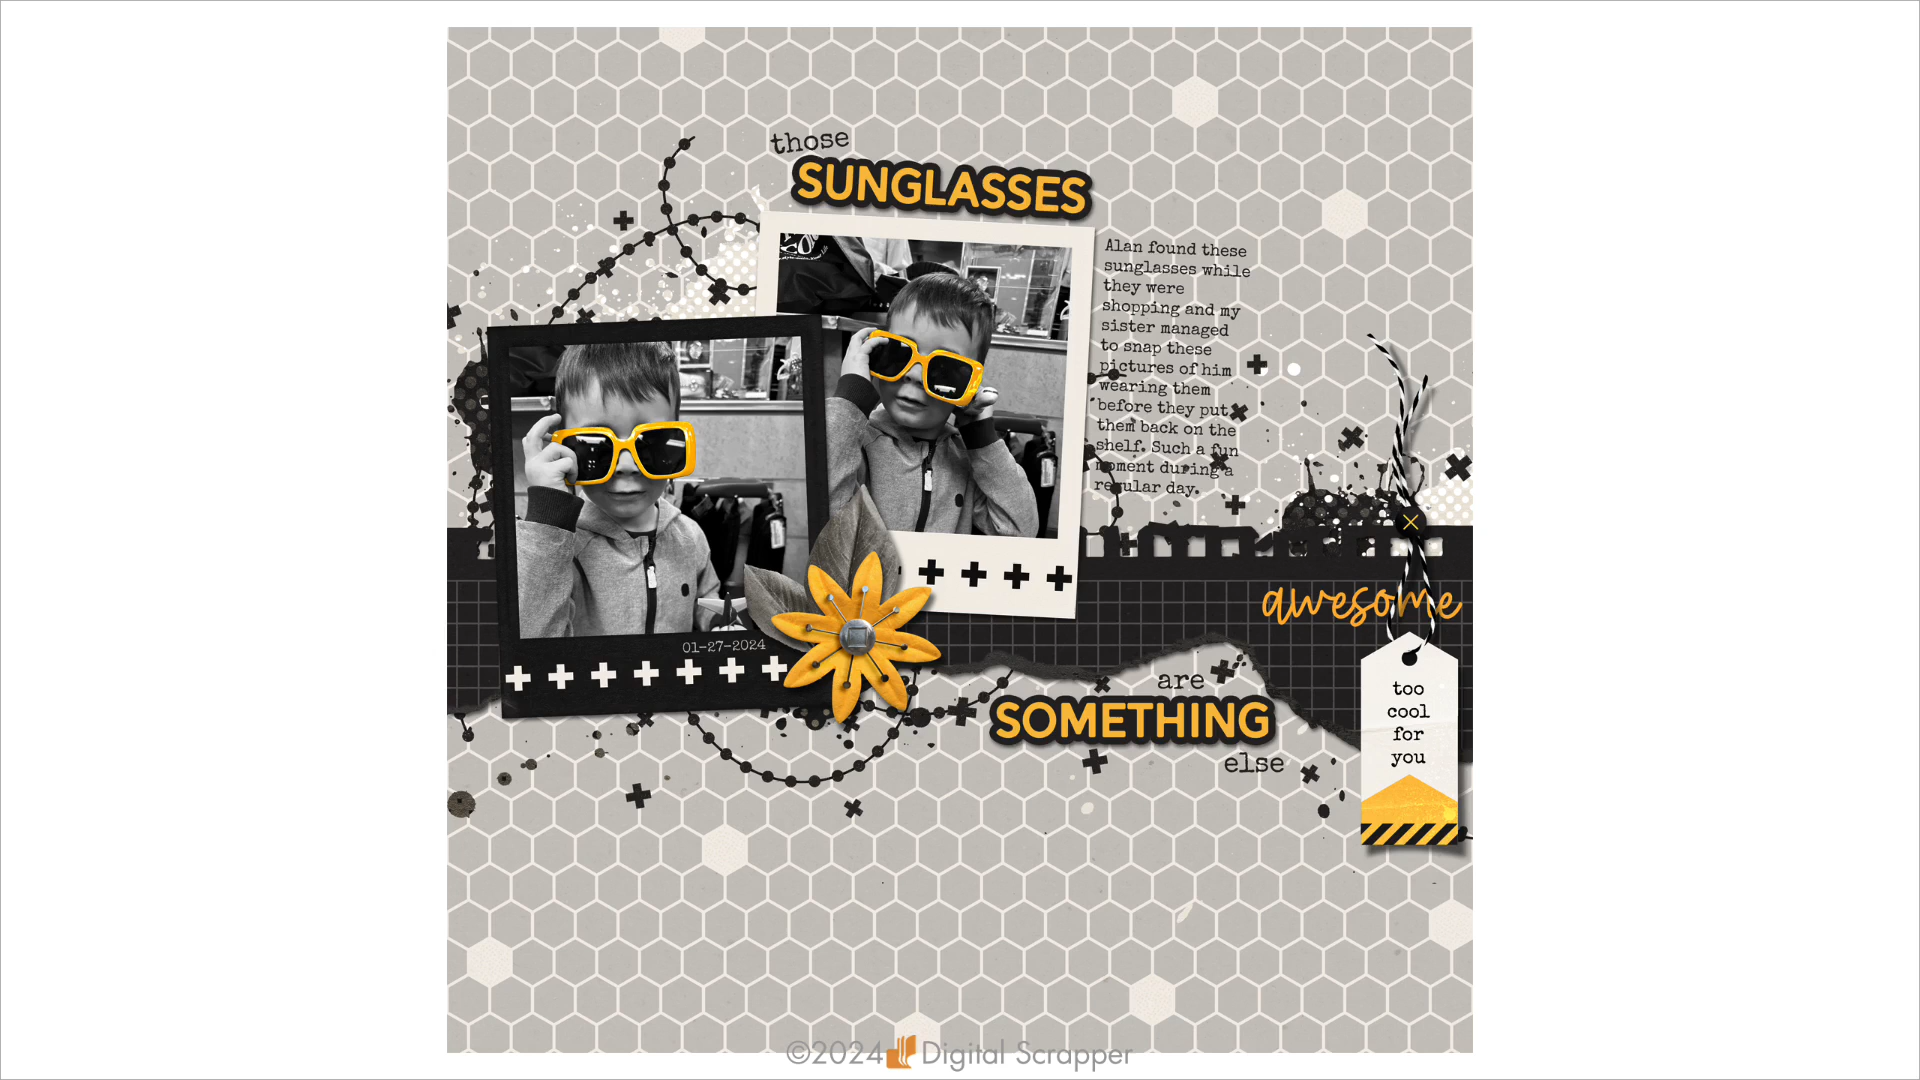 those
SUNGLASSES
Alan found these
sunglasses while
they were
shopping and my
sister managed
to snap these
pictures of him
wearing them
before they put
them back on the
shelf. Such a fun
moment during a
regular day.
01-27-2024
awesome
too
cool
for
you
are
SOMETHING
else
©2024 Digital Scrapper